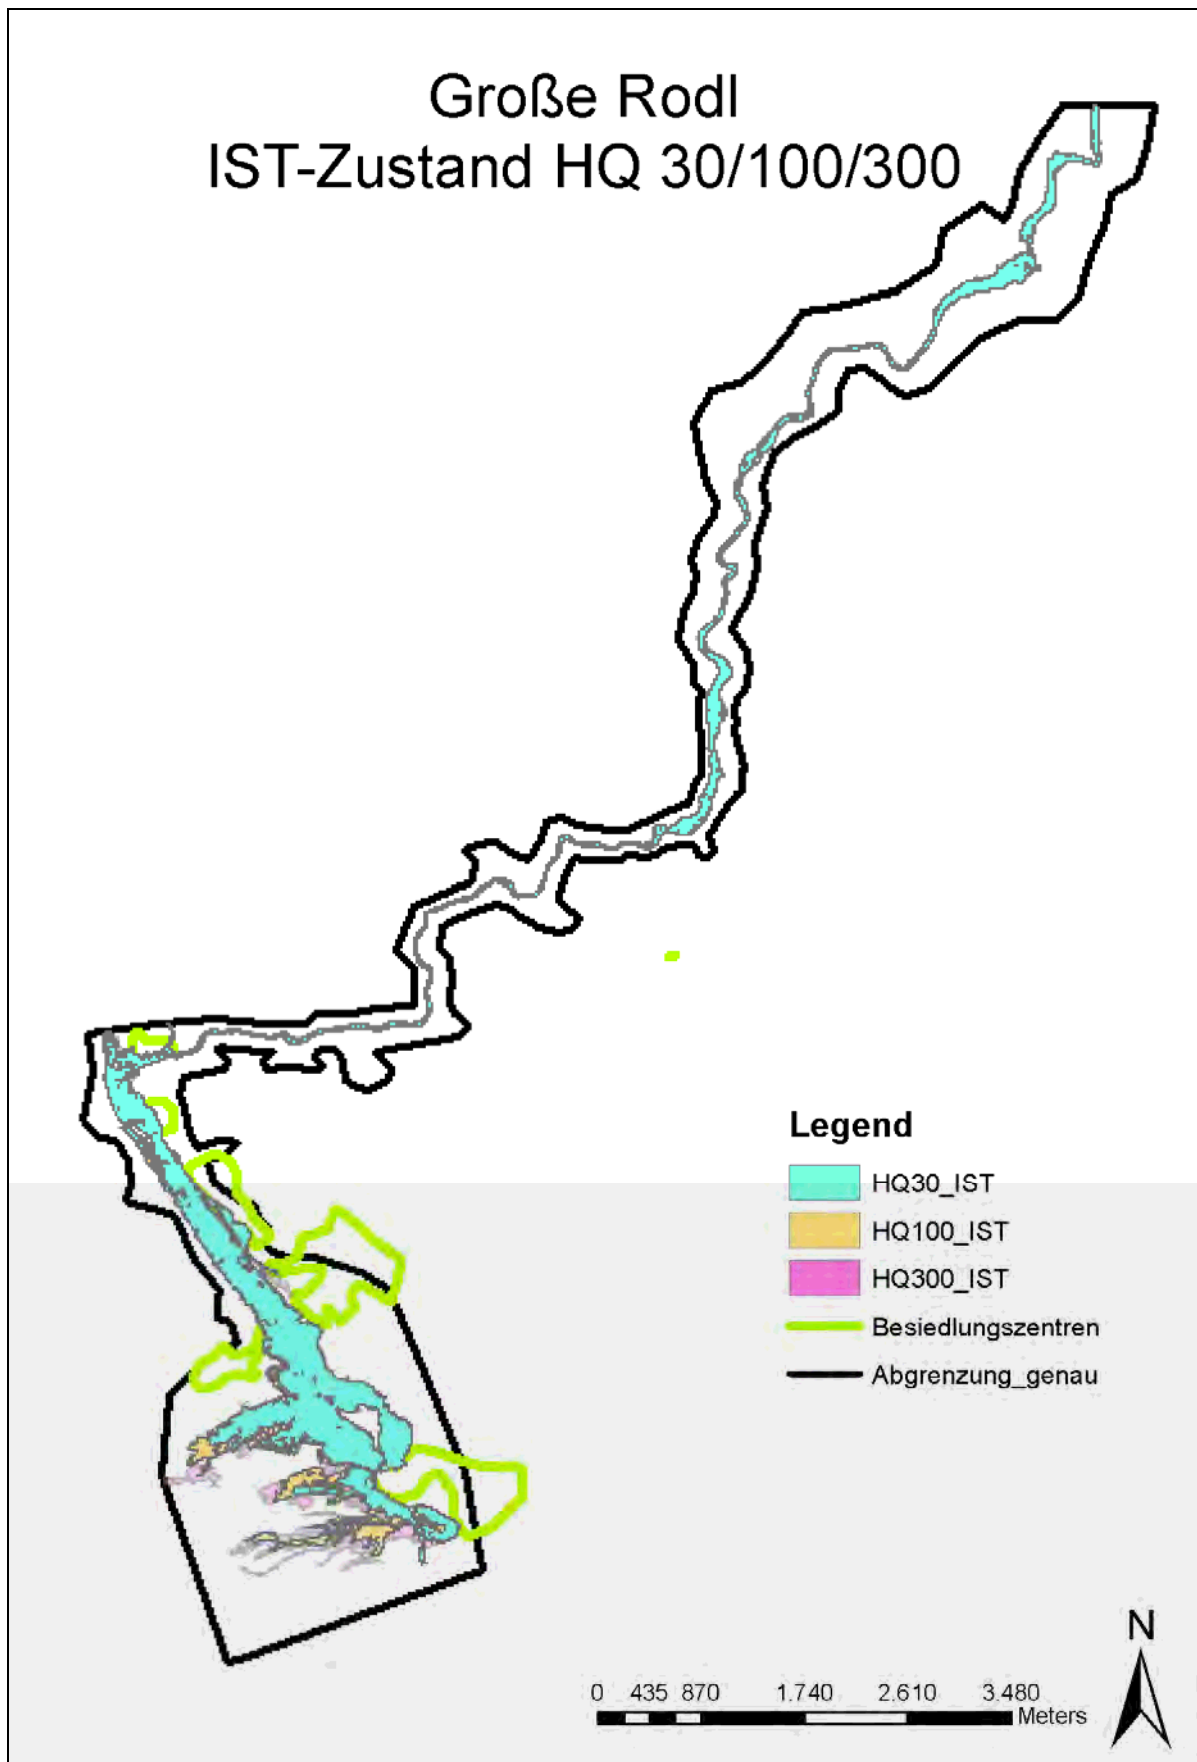 Große Rodl
IST-Zustand HQ 30/100/300
Legend
HQ30_IST
HQ100_IST
HQ300_IST
Besiedlungszentren
Abgrenzung_genau
N
0 435 870 1.740 2.610 3.480
Meters